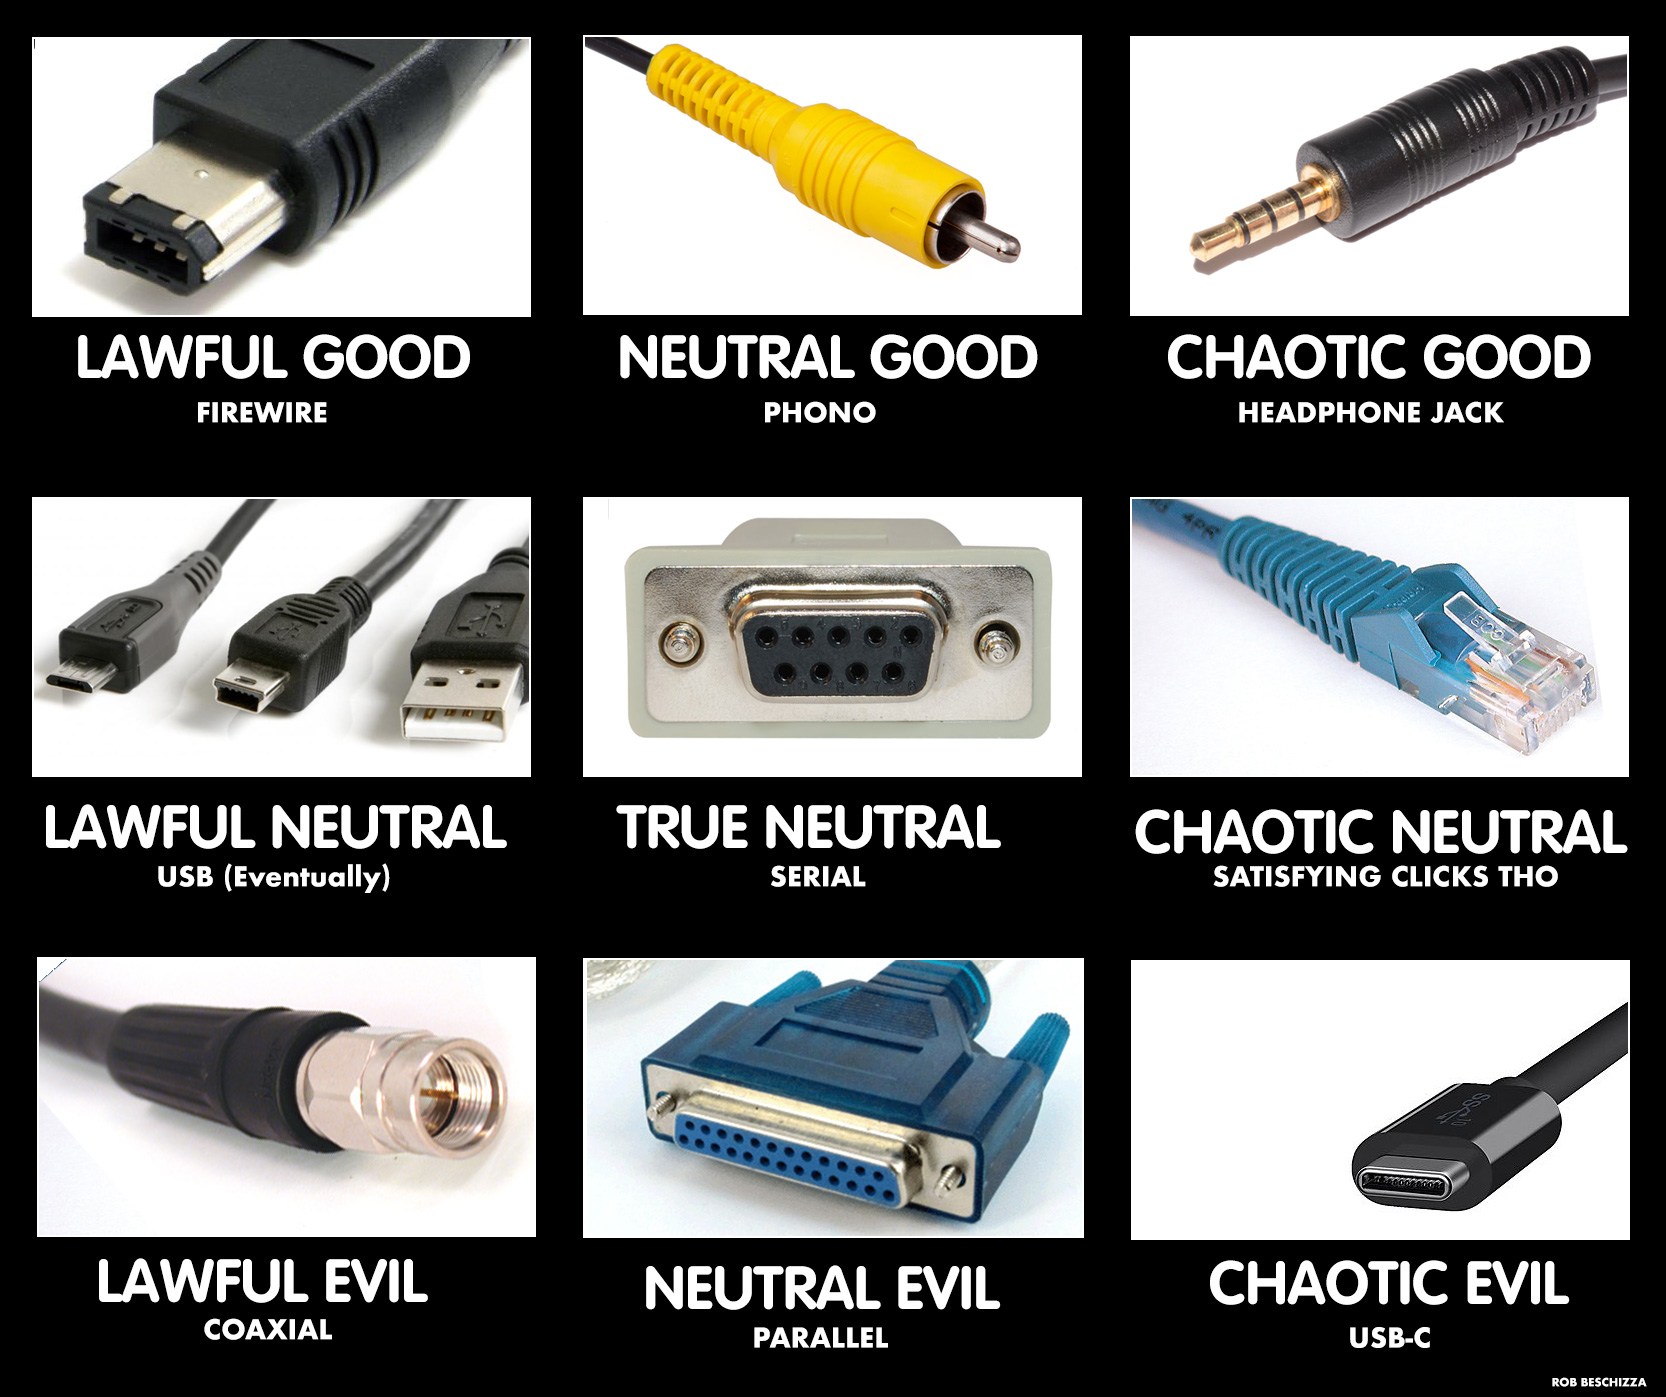 LAWFUL GOOD
FIREWIRE
NEUTRAL GOOD
PHONO
CHAOTIC GOOD
HEADPHONE JACK
LAWFUL NEUTRAL
USB (Eventually)
TRUE NEUTRAL
SERIAL
CHAOTIC NEUTRAL
SATISFYING CLICKS THO
LAWFUL EVIL
COAXIAL
NEUTRAL EVIL
PARALLEL
CHAOTIC EVIL
USB-C
ROB BESCHIZZA